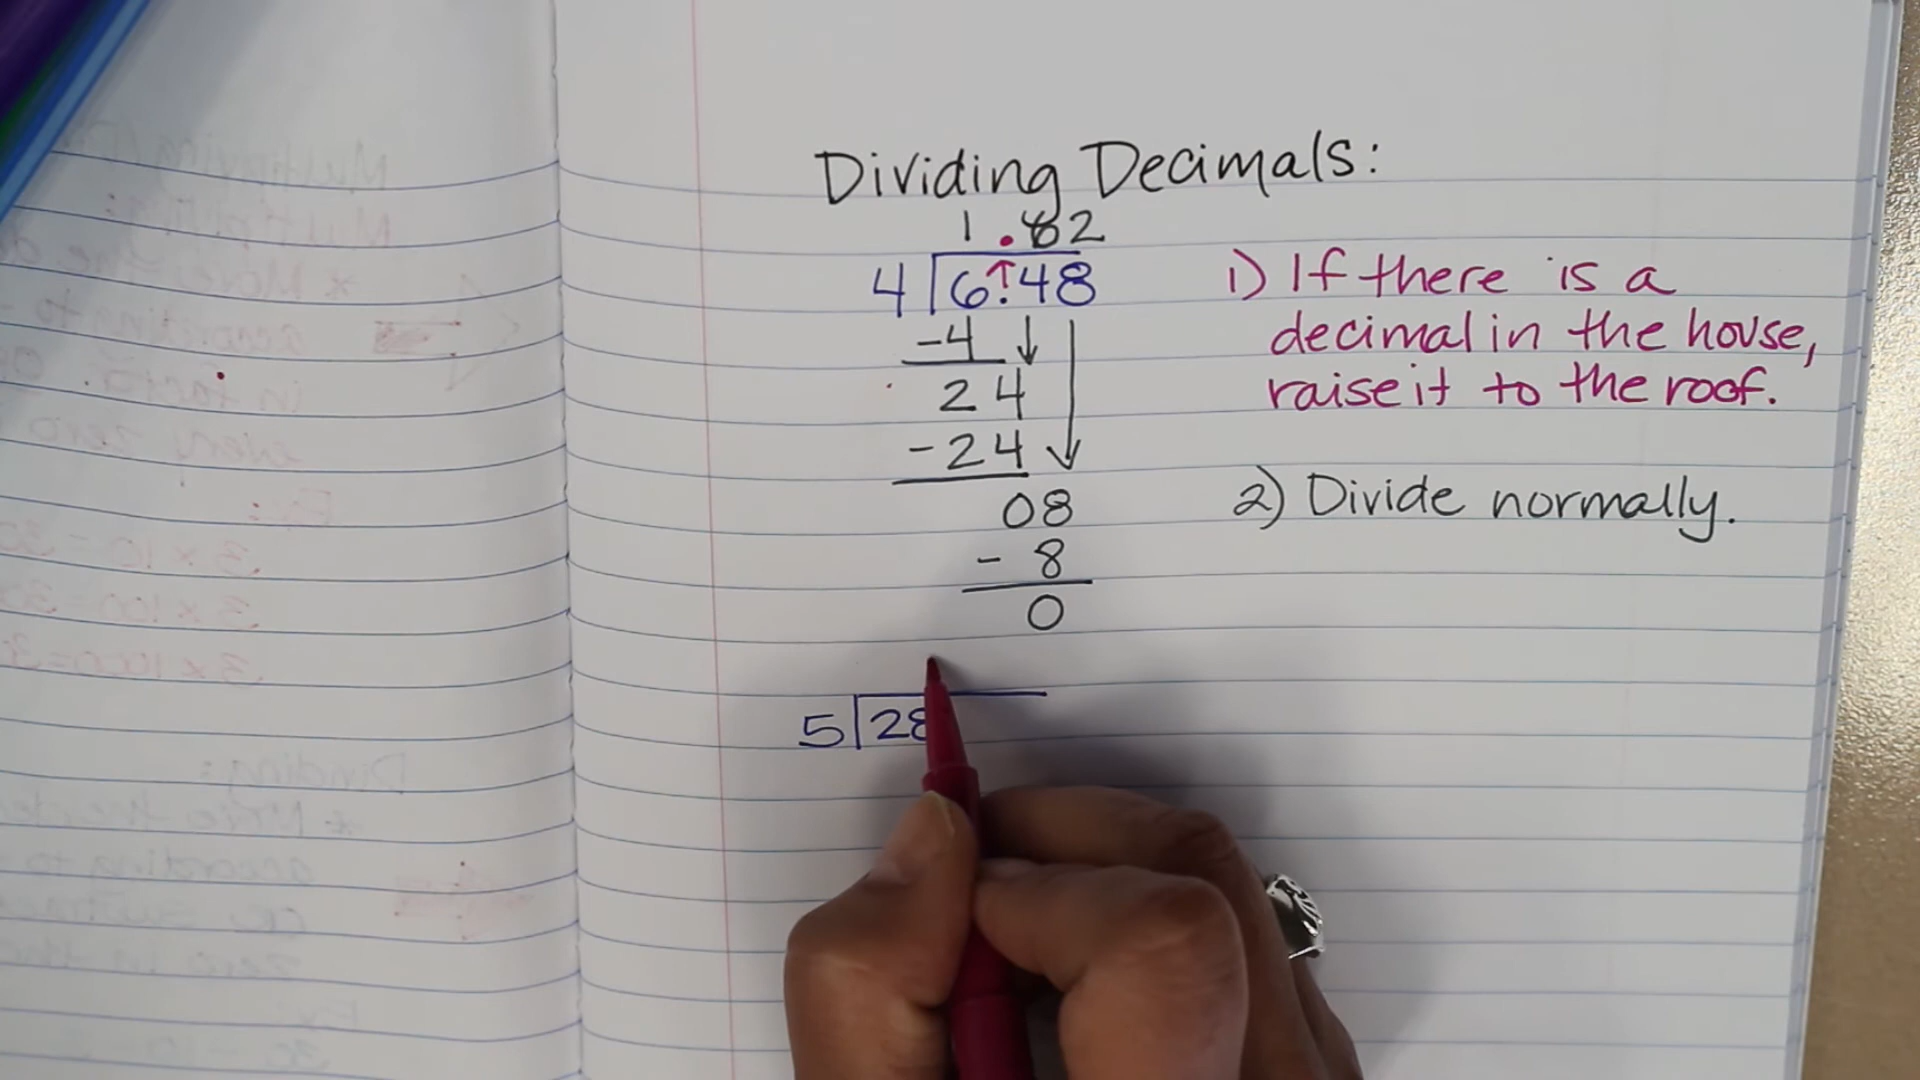 Dividing Decimals:
1.82
4 6.48
-4
24
-24
08
- 8
0
1) If there is a
decimal in the house,
raise it to the roof.
2) Divide normally.
5 28